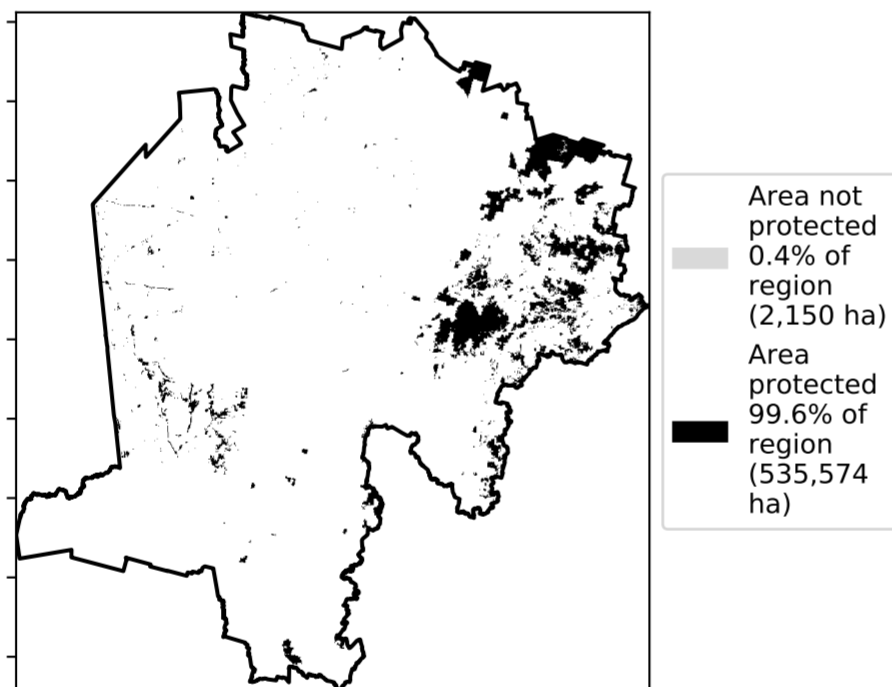 Area not
protected
0.4% of
region
(2,150 ha)
Area
protected
99.6% of
region
(535,574
ha)